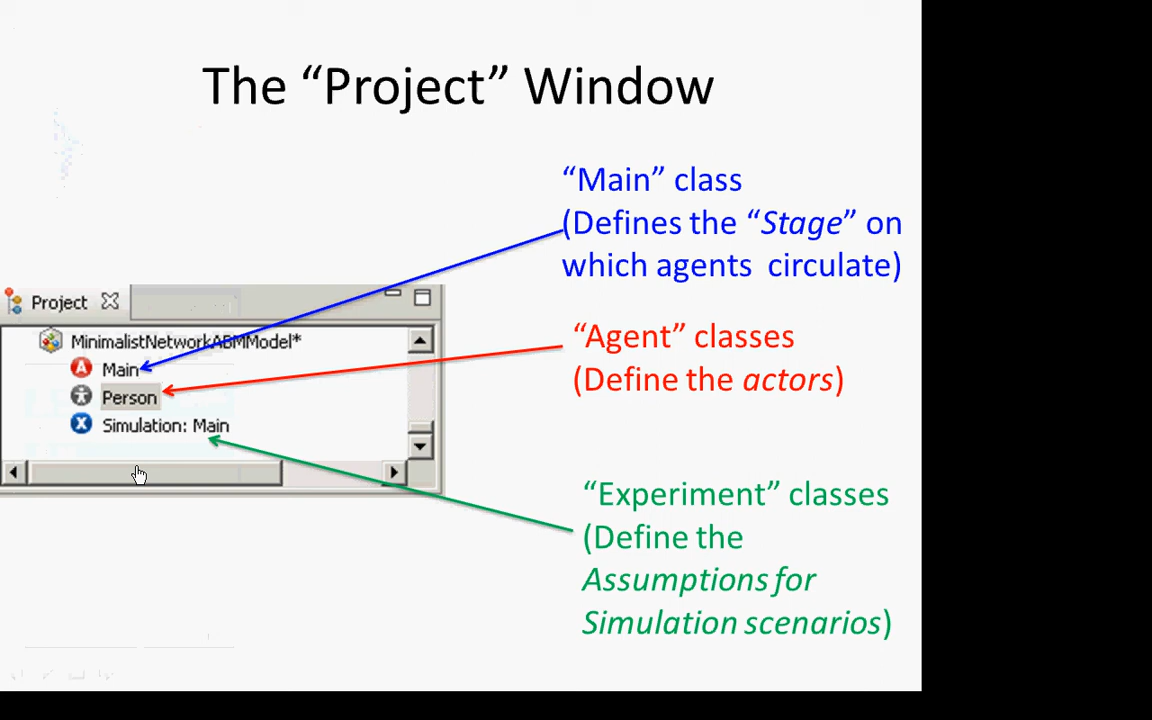 The “Project” Window
“Main” class
(Defines the “Stage” on
which agents circulate)
Project
MinimalistNetworkABMModel*
A Main
Person
X Simulation: Main
“Agent” classes
(Define the actors)
“Experiment” classes
(Define the
Assumptions for
Simulation scenarios)